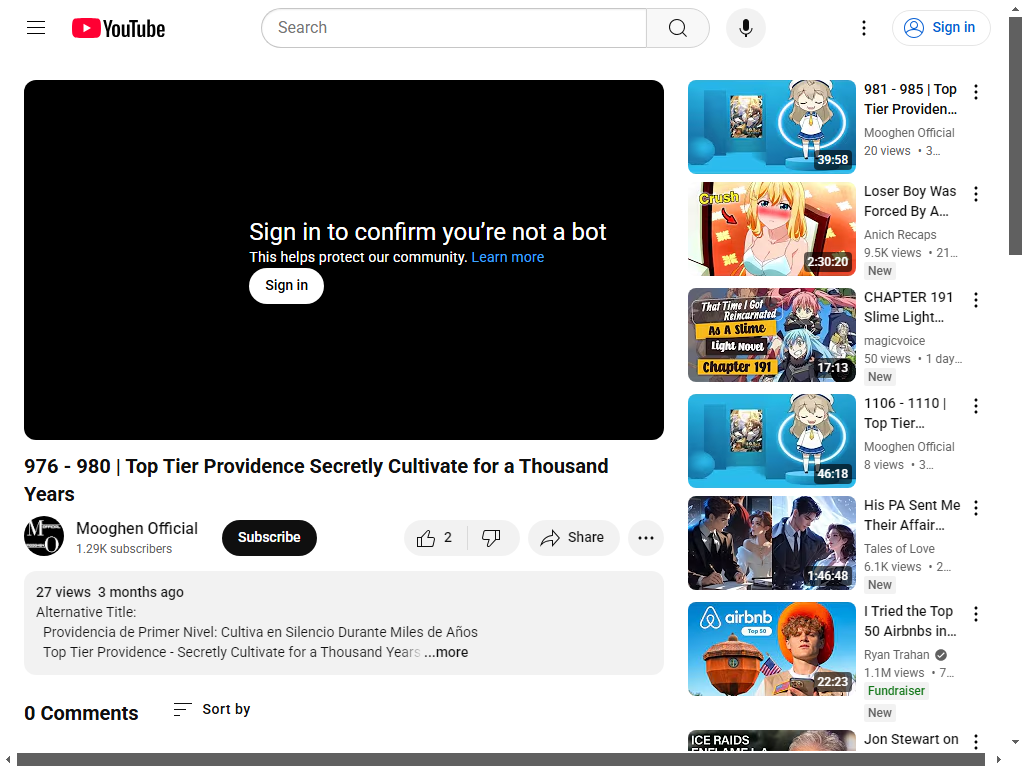 YouTube
Search
Sign in
Sign in to confirm you’re not a bot
This helps protect our community. Learn more
Sign in
976 - 980 | Top Tier Providence Secretly Cultivate for a Thousand
Years
Mooghen Official
1.29K subscribers
Subscribe
2
Share
27 views 3 months ago
Alternative Title:
Providencia de Primer Nivel: Cultiva en Silencio Durante Miles de Años
Top Tier Providence - Secretly Cultivate for a Thousand Years ...more
0 Comments
Sort by
39:58
981 - 985 | Top
Tier Providen...
Mooghen Official
20 views • 3...
Crush
2:30:20
Loser Boy Was
Forced By A...
Anich Recaps
9.5K views • 21...
New
That Time I Got
Reincarnated
As A Slime
Light Novel
Chapter 191
17:13
CHAPTER 191
Slime Light...
magicvoice
50 views • 1 day...
New
46:18
1106 - 1110 |
Top Tier...
Mooghen Official
8 views • 3...
1:46:48
His PA Sent Me
Their Affair...
Tales of Love
6.1K views • 2...
New
airbnb
Top 50
22:23
I Tried the Top
50 Airbnbs in...
Ryan Trahan
1.1M views • 7...
Fundraiser
New
ICE RAIDS
Jon Stewart on